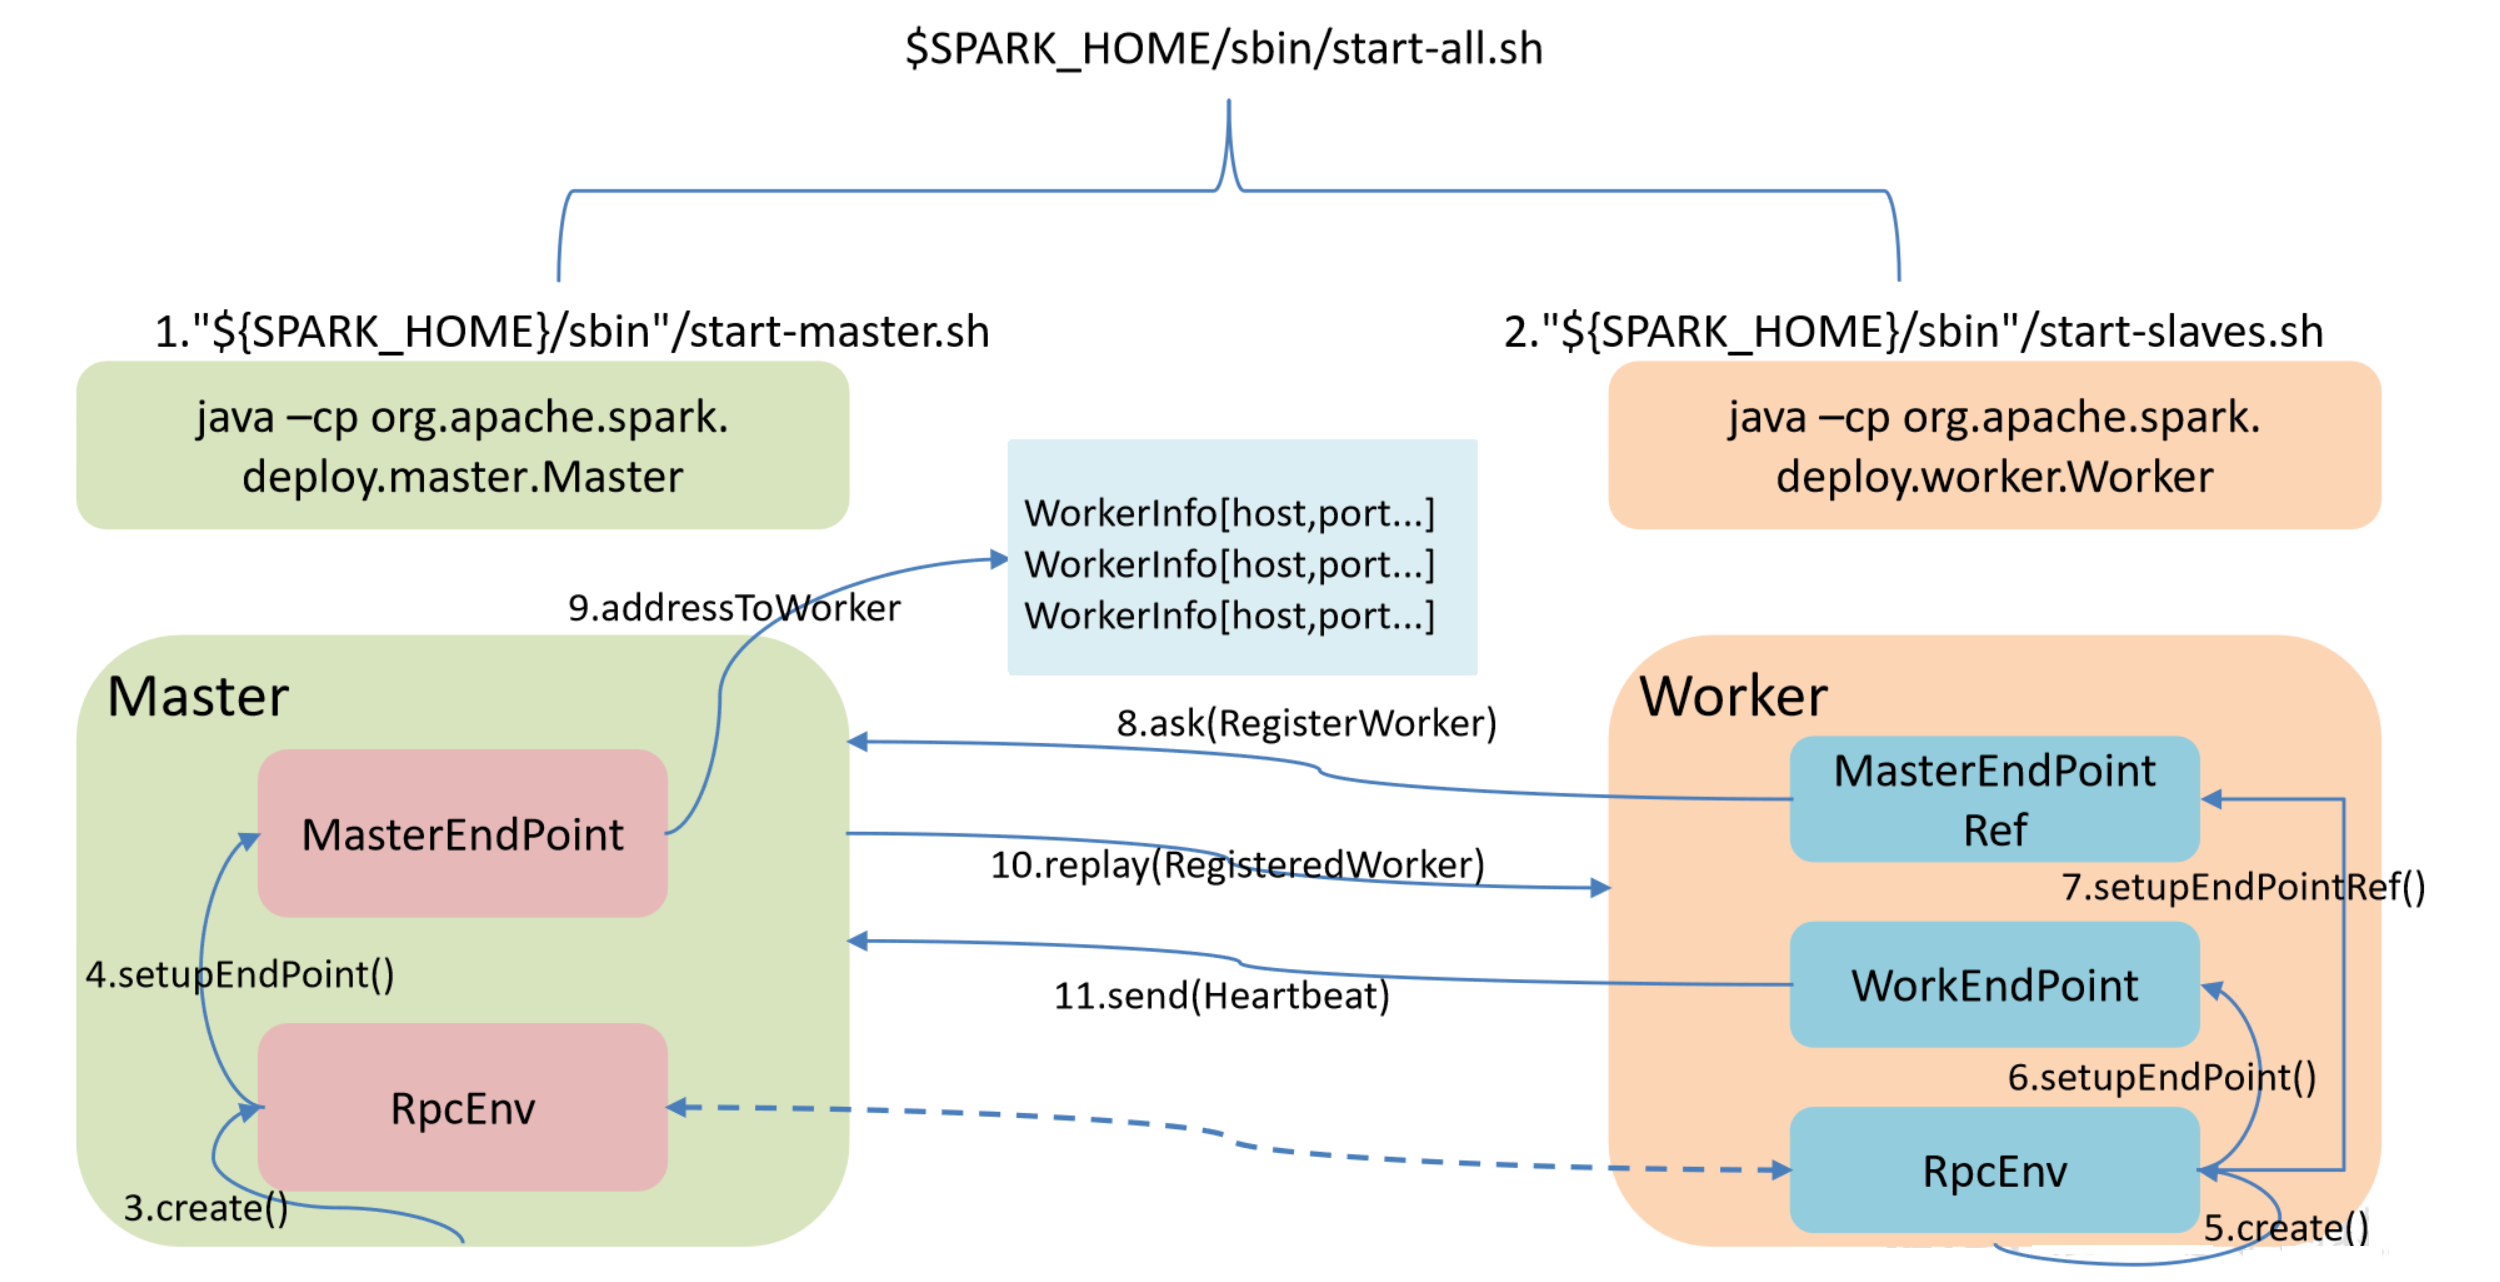 $SPARK_HOME/sbin/start-all.sh
1."${SPARK_HOME}/sbin"/start-master.sh
2."${SPARK_HOME}/sbin"/start-slaves.sh
java –cp org.apache.spark.
deploy.master.Master
java –cp org.apache.spark.
deploy.worker.Worker
WorkerInfo[host,port...]
WorkerInfo[host,port...]
WorkerInfo[host,port...]
9.addressToWorker
Master
Worker
8.ask(RegisterWorker)
MasterEndPoint
Ref
MasterEndPoint
10.replay(RegisteredWorker)
7.setupEndPointRef()
4.setupEndPoint()
11.send(Heartbeat)
WorkEndPoint
6.setupEndPoint()
RpcEnv
RpcEnv
3.create()
5.create()